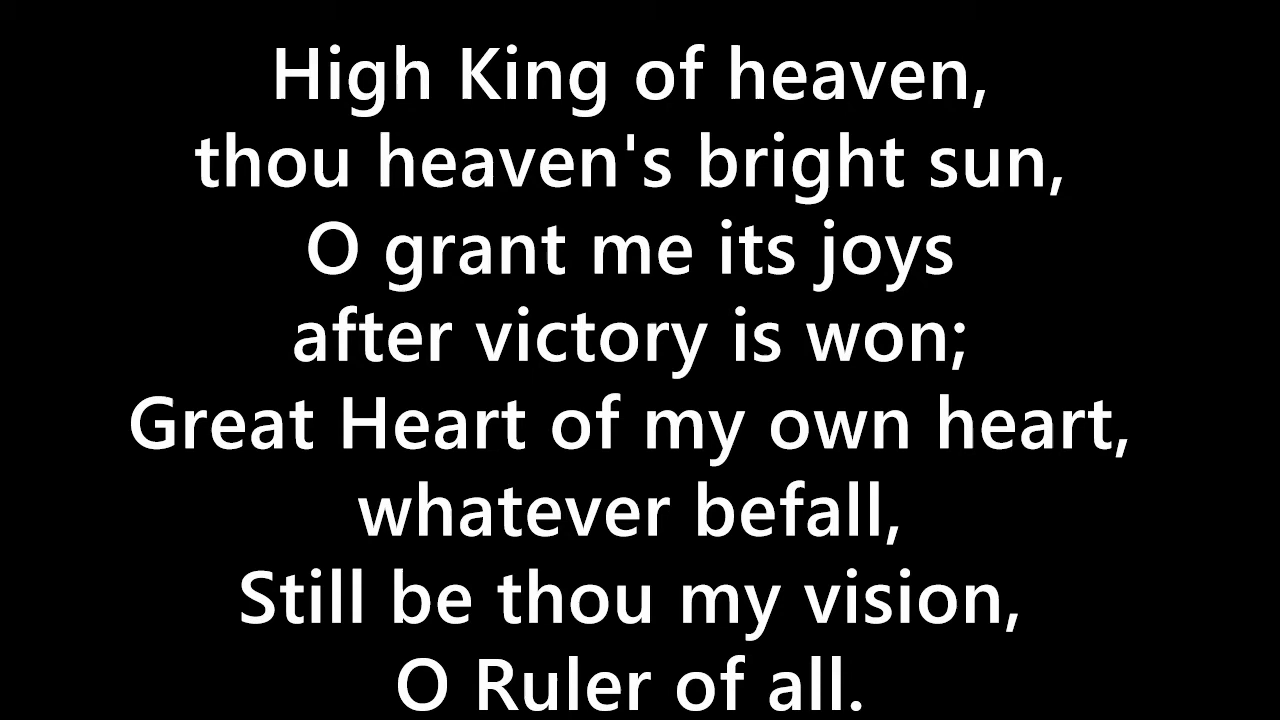 High King of heaven,
thou heaven's bright sun,
O grant me its joys
after victory is won;
Great Heart of my own heart,
whatever befall,
Still be thou my vision,
O Ruler of all.